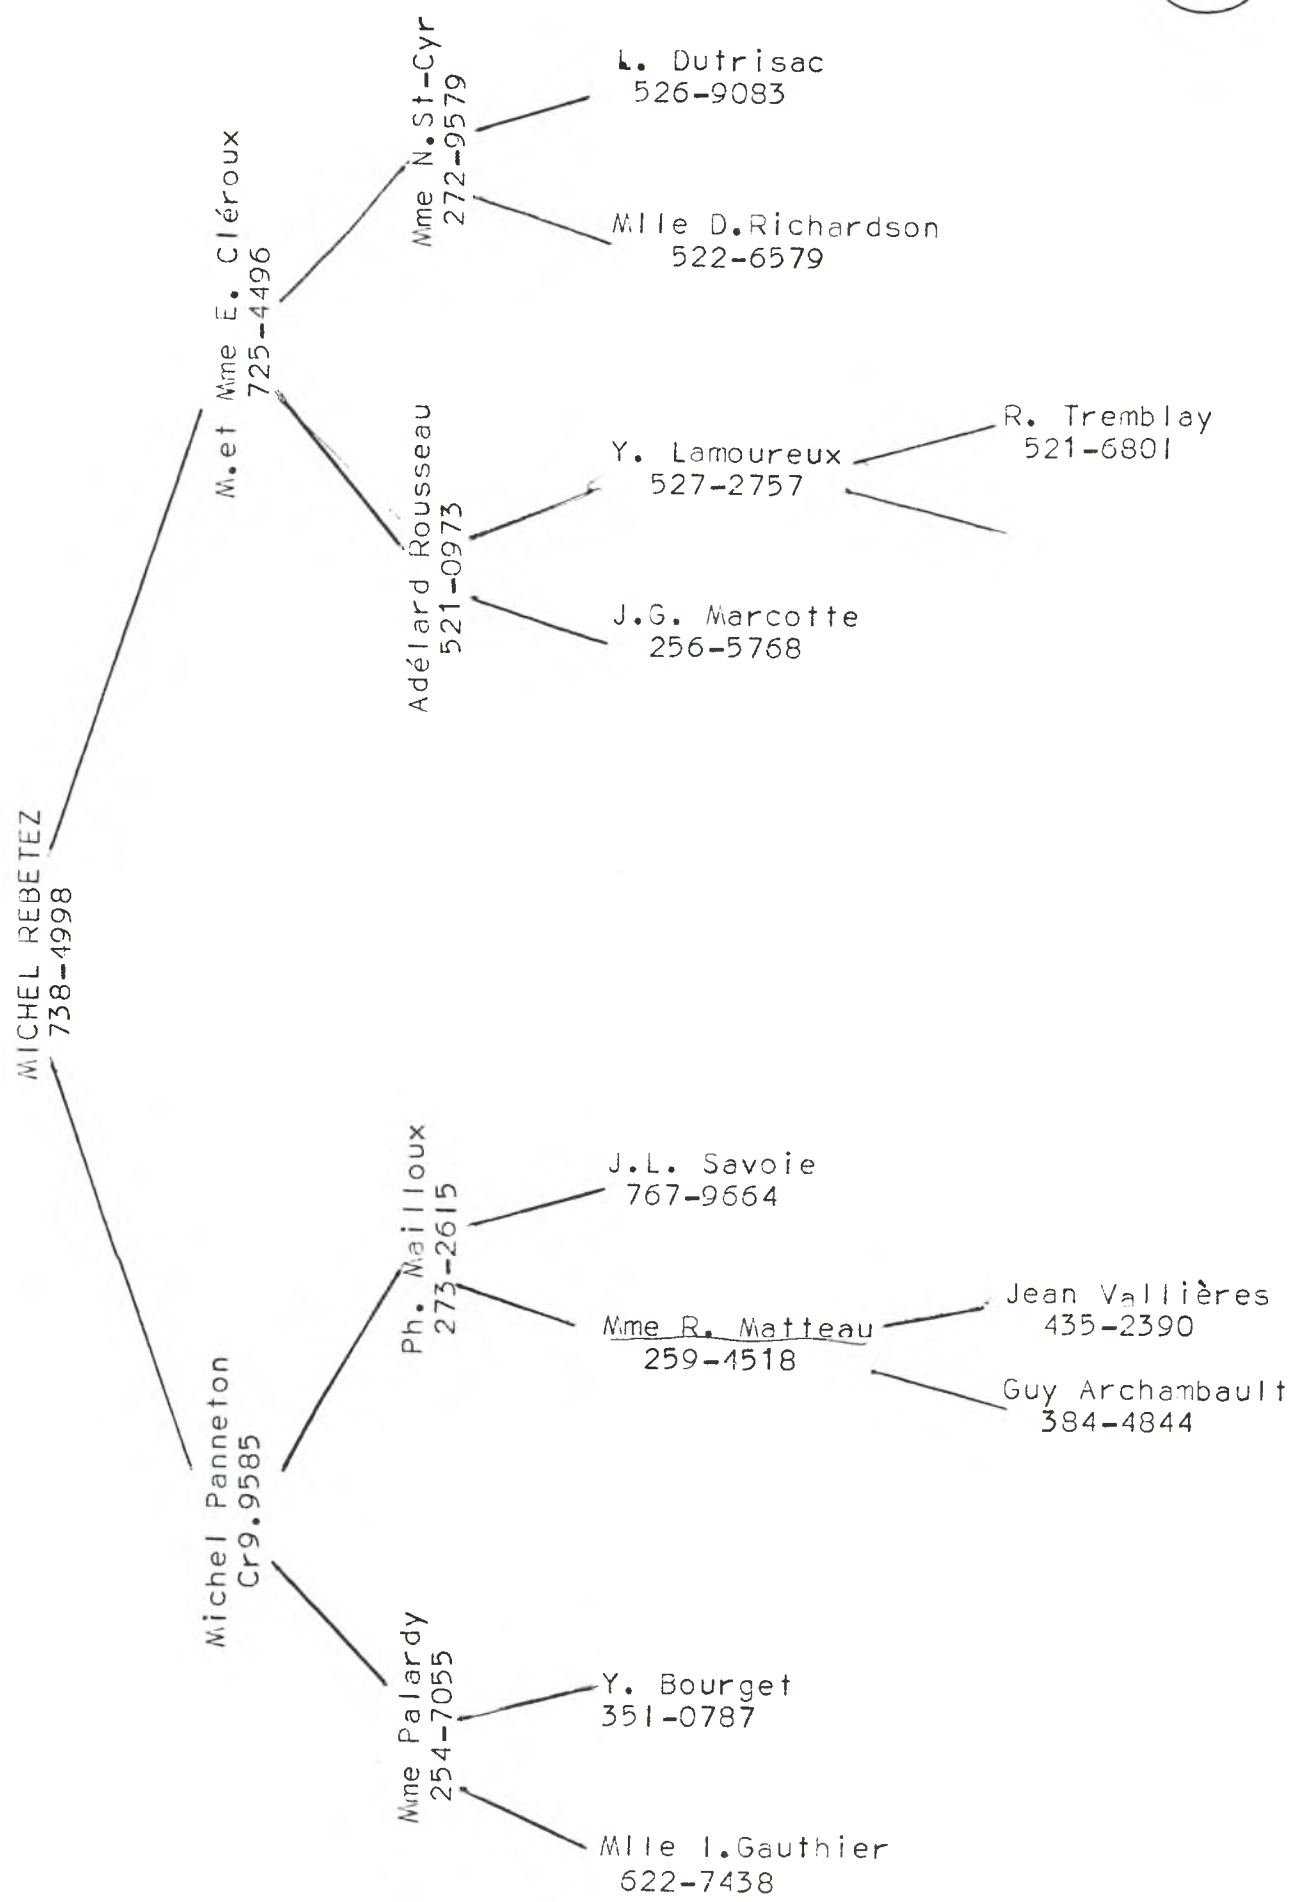 MICHEL REBETEZ
738-4998
M.et Mme E. Cléroux
725-4496
Mme N.St-Cyr
272-9579
L. Dutrisac
526-9083
Mlle D.Richardson
522-6579
Adélard Rousseau
521-0973
Y. Lamoureux
527-2757
R. Tremblay
521-6801
J.G. Marcotte
256-5768
Michel Panneton
Cr9.9585
Ph. Mailloux
273-2615
J.L. Savoie
767-9664
Mme R. Matteau
259-4518
Jean Vallières
435-2390
Guy Archambault
384-4844
Mme Palardy
254-7055
Y. Bourget
351-0787
Mlle I.Gauthier
622-7438